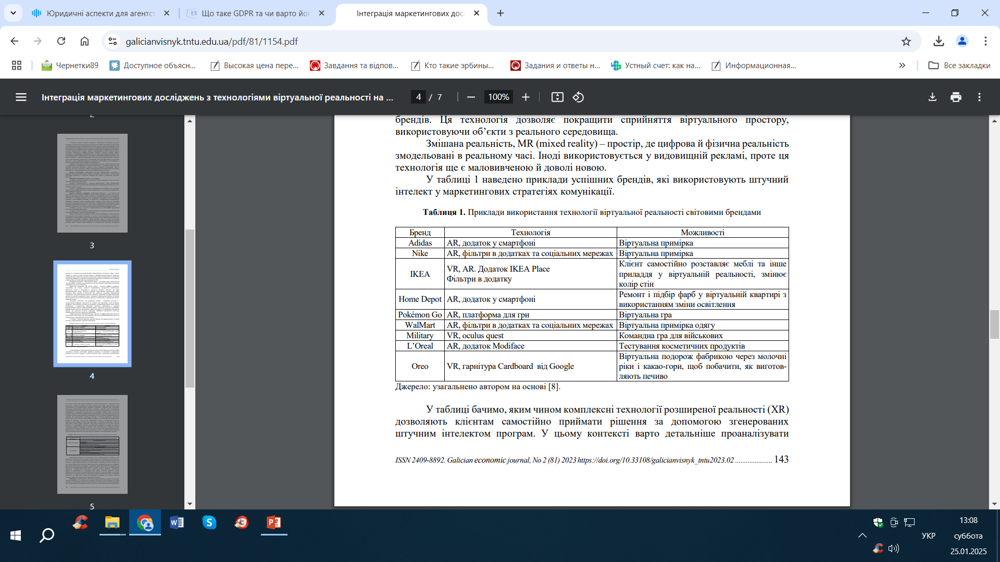 Юридичні аспекти для агентст
Що таке GDPR та чи варто йог
Інтеграція маркетингових досл
galicianvisnyk.tntu.edu.ua/pdf/81/1154.pdf
Чернетки89
Доступное объясн...
Высокая цена пере...
Завдання та відпов...
Кто такие эрбины...
Задания и ответы н...
Устный счет: как на...
Информационная...
Все закладки
Інтеграція маркетингових досліджень з технологіями віртуальної реальності на ...
4 / 7
100%
2
3
4
5
брендів. Ця технологія дозволяє покращити сприйняття віртуального простору,
використовуючи об’єкти з реального середовища.
Змішана реальність, MR (mixed reality) – простір, де цифрова й фізична реальність
змодельовані в реальному часі. Іноді використовується у видовищній рекламі, проте ця
технологія ще є маловивченою й доволі новою.
У таблиці 1 наведено приклади успішних брендів, які використовують штучний
інтелект у маркетингових стратегіях комунікації.
Таблиця 1. Приклади використання технології віртуальної реальності світовими брендами
Бренд Технологія Можливості
Adidas AR, додаток у смартфоні Віртуальна примірка
Nike AR, фільтри в додатках та соціальних мережах Віртуальна примірка
IKEA VR, AR. Додаток IKEA Place
Фільтри в додатку
Клієнт самостійно розставляє меблі та інше
приладдя у віртуальній реальності, змінює
колір стін
Home Depot AR, додаток у смартфоні Ремонт і підбір фарб у віртуальній квартирі з
використанням зміни освітлення
Pokémon Go AR, платформа для гри Віртуальна гра
WalMart AR, фільтри в додатках та соціальних мережах Віртуальна примірка одягу
Military VR, oculus quest Командна гра для військових
L’Oreal AR, додаток Modiface Тестування косметичних продуктів
Oreo VR, гарнітура Cardboard від Google Віртуальна подорож фабрикою через молочні
ріки і какао-гори, щоб побачити, як виготов-
ляють печиво
Джерело: узагальнено автором на основі [8].
У таблиці бачимо, яким чином комплексні технології розширеної реальності (XR)
дозволяють клієнтам самостійно приймати рішення за допомогою згенерованих
штучним інтелектом програм. У цьому контексті варто детальніше проаналізувати
ISSN 2409-8892. Galician economic journal, No 2 (81) 2023 https://doi.org/10.33108/galicianvisnyk_tntu2023.02 ...................... 143
УКР
13:08
суббота
25.01.2025